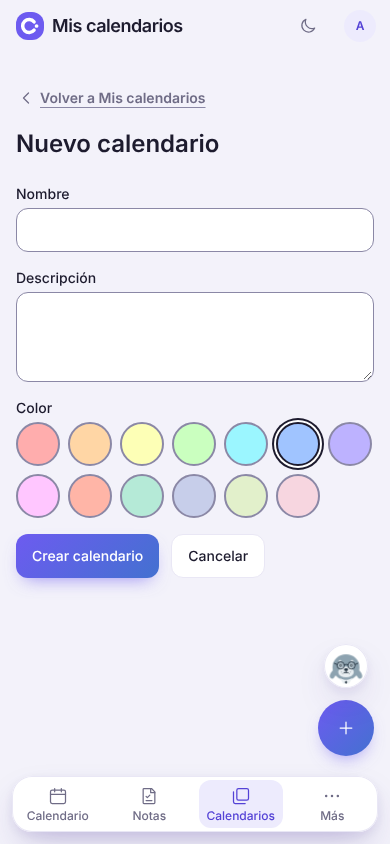 Mis calendarios
A
Volver a Mis calendarios
Nuevo calendario
Nombre
Descripción
Color
Crear calendario
Cancelar
Calendario
Notas
Calendarios
Más